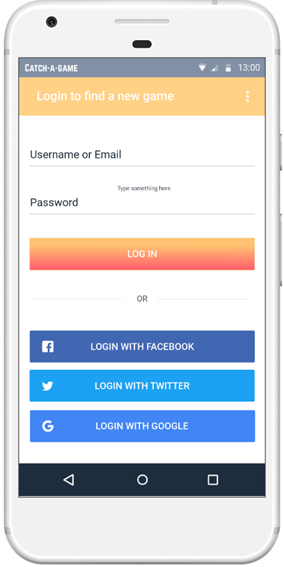 Catch-a-game 13:00
Login to find a new game
Username or Email
Type something here
Password
LOG IN
OR
LOGIN WITH FACEBOOK
LOGIN WITH TWITTER
G LOGIN WITH GOOGLE